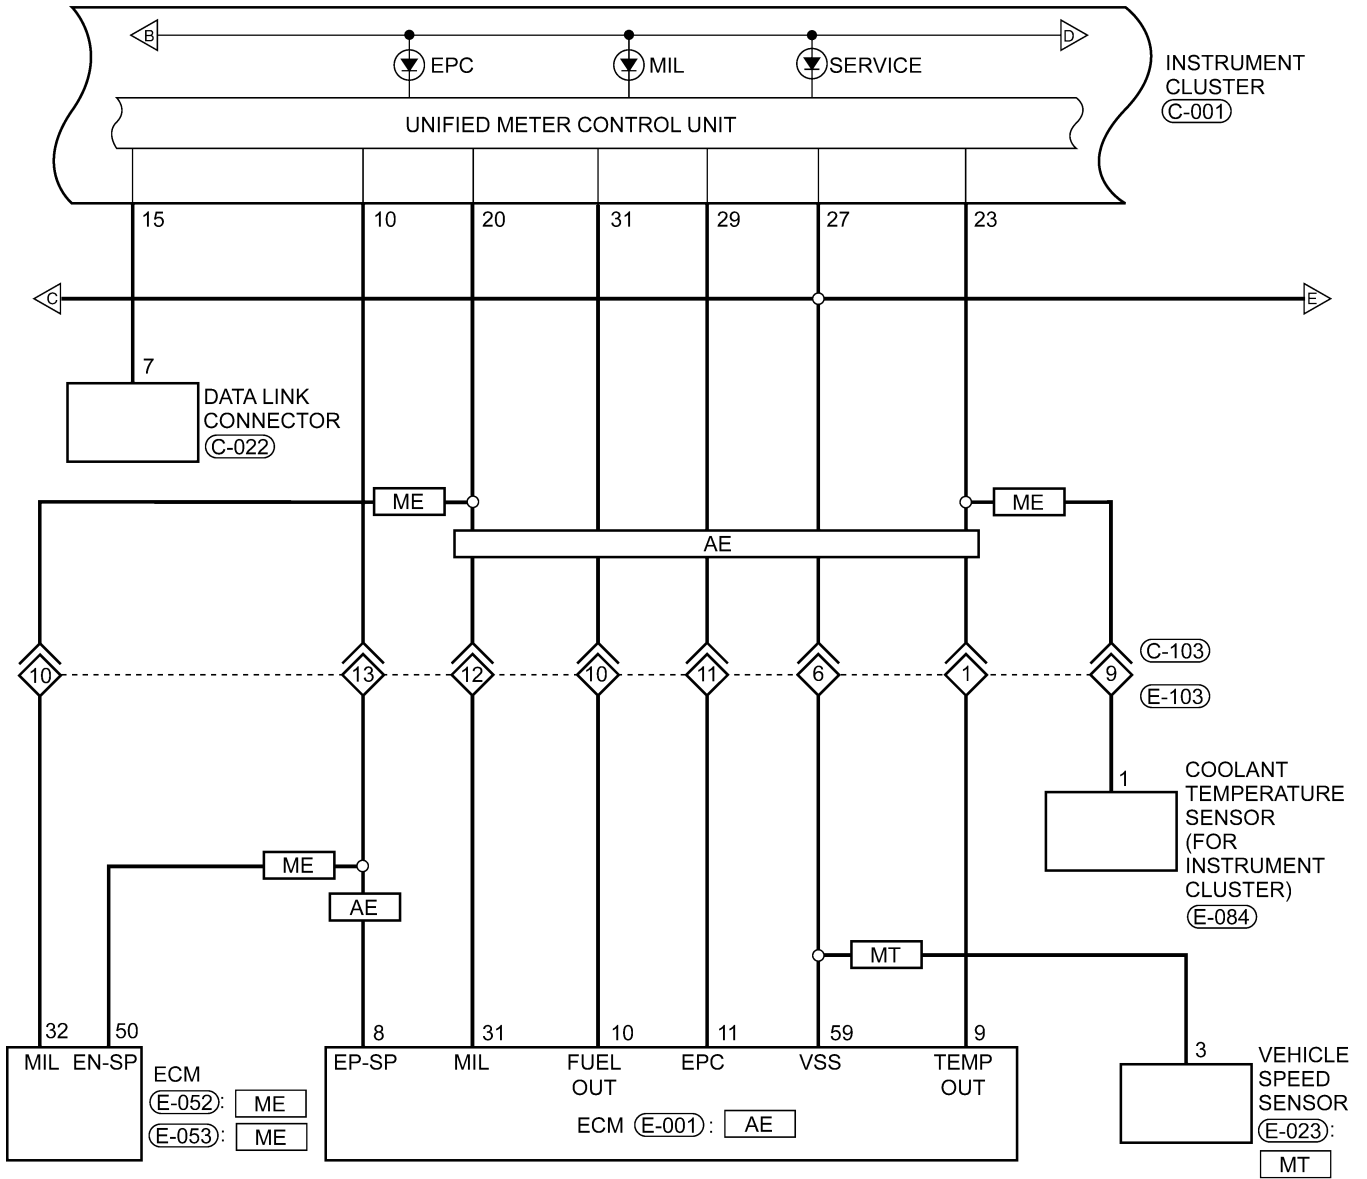 B
D
EPC
MIL
SERVICE
INSTRUMENT
CLUSTER
C-001
UNIFIED METER CONTROL UNIT
15
10
20
31
29
27
23
C
E
7
DATA LINK
CONNECTOR
C-022
ME
ME
AE
10
13
12
10
11
6
1
9
C-103
E-103
1
COOLANT
TEMPERATURE
SENSOR
(FOR
INSTRUMENT
CLUSTER)
E-084
ME
AE
MT
32
50
8
31
10
11
59
9
3
MIL
EN-SP
EP-SP
MIL
FUEL
OUT
EPC
VSS
TEMP
OUT
ECM
E-052:
ME
E-053:
ME
ECM E-001:
AE
VEHICLE
SPEED
SENSOR
E-023:
MT